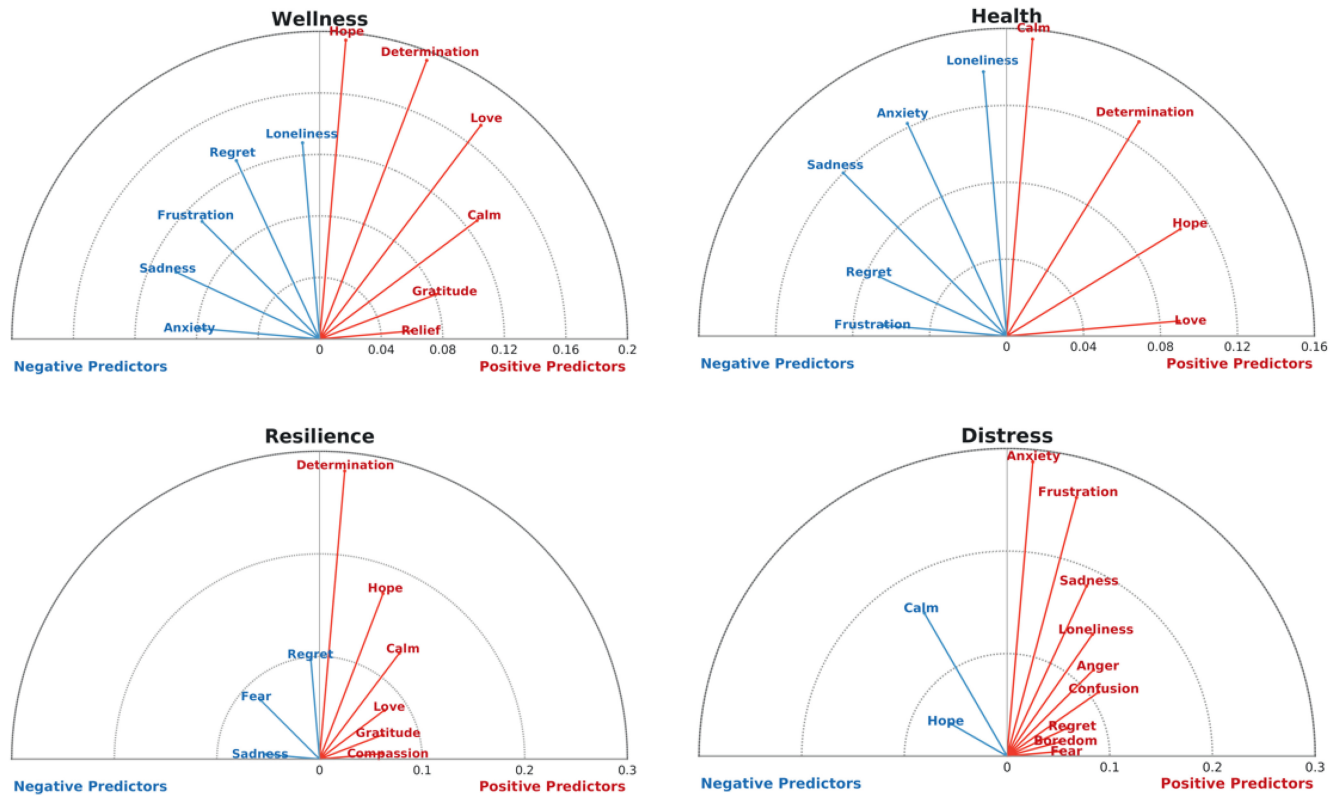 Wellness
Hope
Determination
Love
Loneliness
Regret
Frustration
Calm
Sadness
Gratitude
Anxiety
Relief
0 0.04 0.08 0.12 0.16 0.2
Negative Predictors
Positive Predictors
Health
Calm
Loneliness
Anxiety
Determination
Sadness
Hope
Regret
Frustration
Love
0 0.04 0.08 0.12 0.16
Negative Predictors
Positive Predictors
Resilience
Determination
Hope
Regret
Calm
Fear
Love
Gratitude
Sadness
Compassion
0 0.1 0.2 0.3
Negative Predictors
Positive Predictors
Distress
Anxiety
Frustration
Sadness
Calm
Loneliness
Anger
Confusion
Hope
Regret
Boredom
Fear
0 0.1 0.2 0.3
Negative Predictors
Positive Predictors